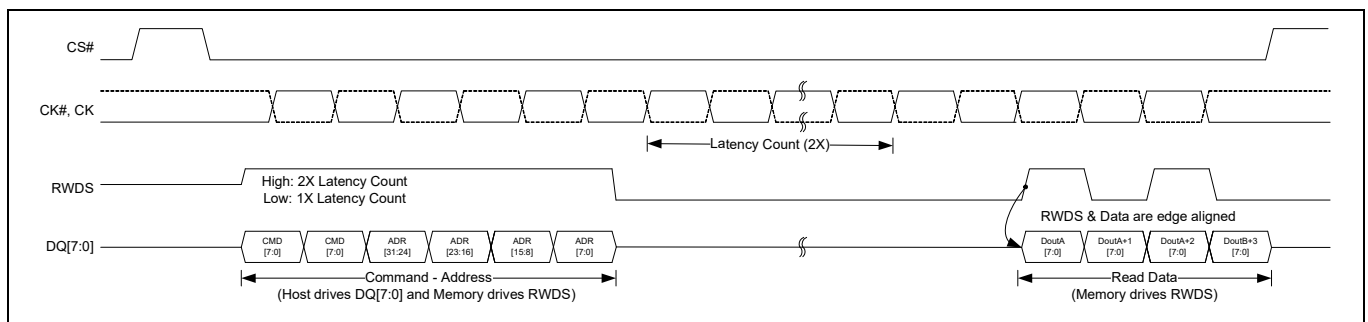 CS#
CK#, CK
Latency Count (2X)
RWDS
High: 2X Latency Count
Low: 1X Latency Count
RWDS & Data are edge aligned
DQ[7:0]
CMD [7:0]
CMD [7:0]
ADR [31:24]
ADR [23:16]
ADR [15:8]
ADR [7:0]
DoutA [7:0]
DoutA+1 [7:0]
DoutA+2 [7:0]
DoutB+3 [7:0]
Command - Address
(Host drives DQ[7:0] and Memory drives RWDS)
Read Data
(Memory drives RWDS)